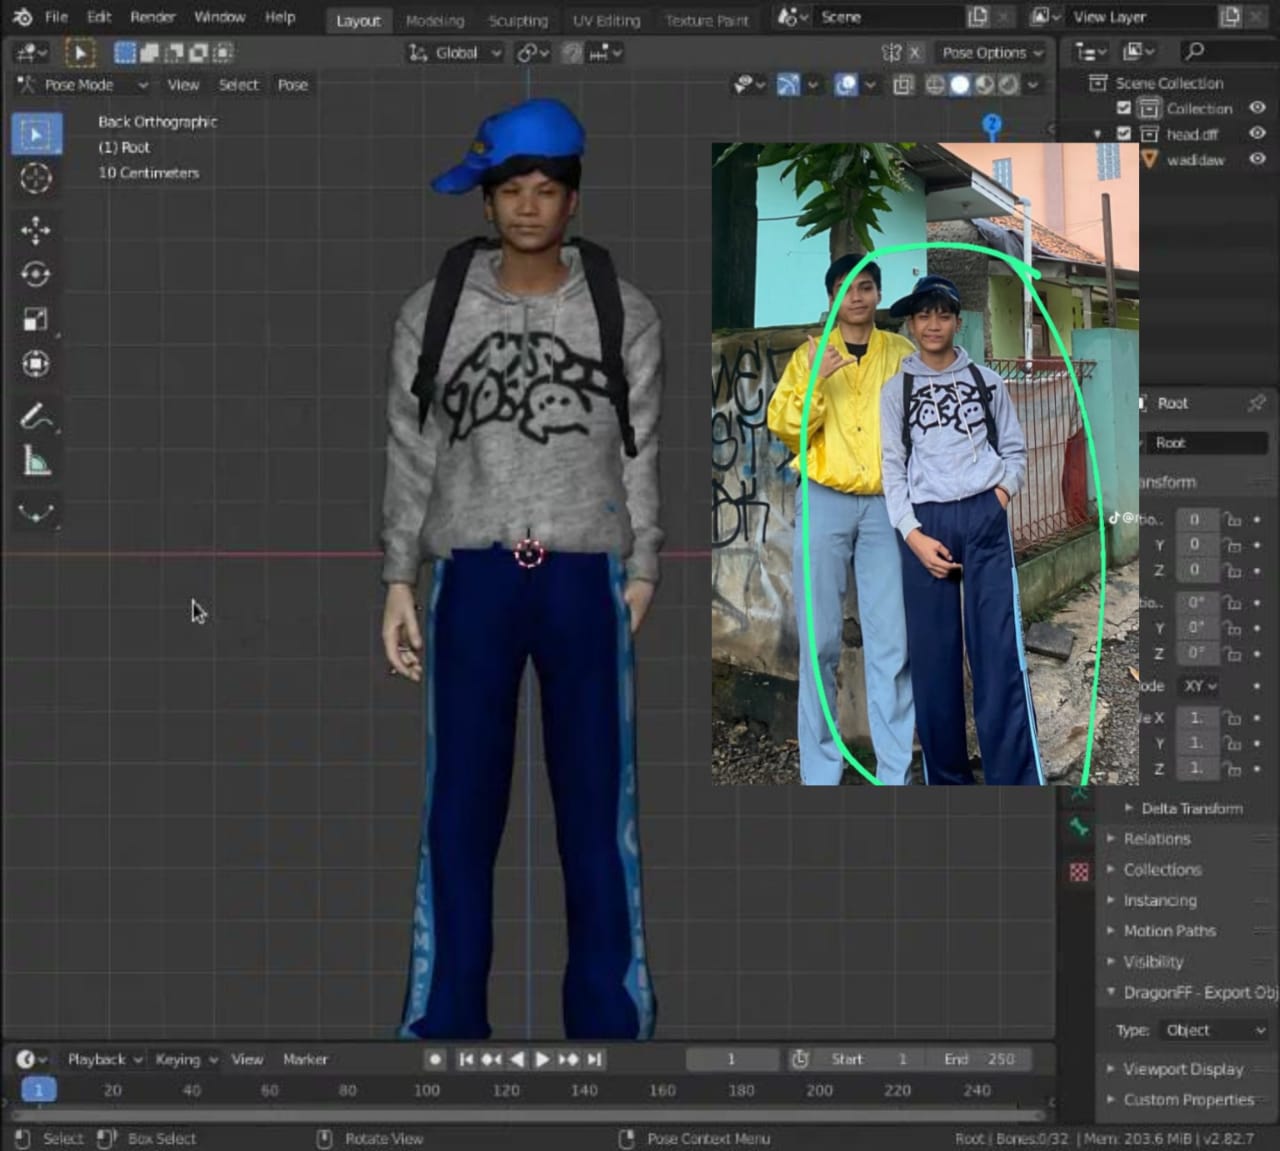 File Edit Render Window Help Layout Modeling Sculpting UV Editing Texture Paint Scene View Layer
Global Pose Options
Pose Mode View Select Pose
Scene Collection
Back Orthographic
Collection
(1) Root
head.dff
10 Centimeters
wadidaw
Z
Root
Root
ansform
0
Y 0
Z 0
0°
Y 0°
Z 0°
ode XY
e X 1.
Y 1.
Z 1.
Delta Transform
Relations
Collections
Instancing
Motion Paths
Visibility
DragonFF - Export Obj
Type: Object
Viewport Display
Custom Properties
Playback Keying View Marker 1 Start 1 End 250
1 20 40 60 80 100 120 140 160 180 200 220 240
Select Box Select Rotate View Pose Context Menu Root | Bones:0/32 | Mem: 203.6 MiB | v2.82.7